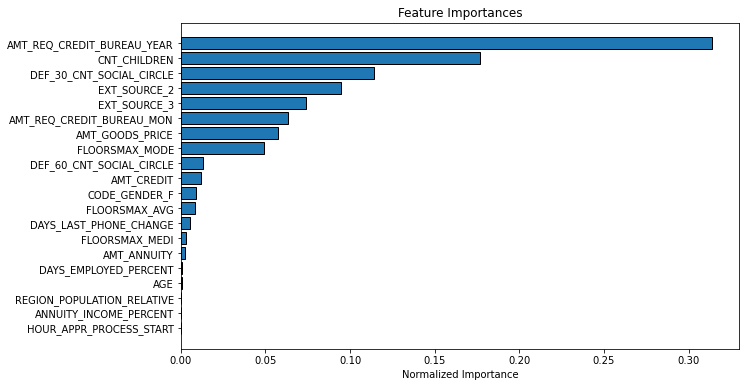 Feature Importances
AMT_REQ_CREDIT_BUREAU_YEAR
CNT_CHILDREN
DEF_30_CNT_SOCIAL_CIRCLE
EXT_SOURCE_2
EXT_SOURCE_3
AMT_REQ_CREDIT_BUREAU_MON
AMT_GOODS_PRICE
FLOORSMAX_MODE
DEF_60_CNT_SOCIAL_CIRCLE
AMT_CREDIT
CODE_GENDER_F
FLOORSMAX_AVG
DAYS_LAST_PHONE_CHANGE
FLOORSMAX_MEDI
AMT_ANNUITY
DAYS_EMPLOYED_PERCENT
AGE
REGION_POPULATION_RELATIVE
ANNUITY_INCOME_PERCENT
HOUR_APPR_PROCESS_START
0.00 0.05 0.10 0.15 0.20 0.25 0.30
Normalized Importance